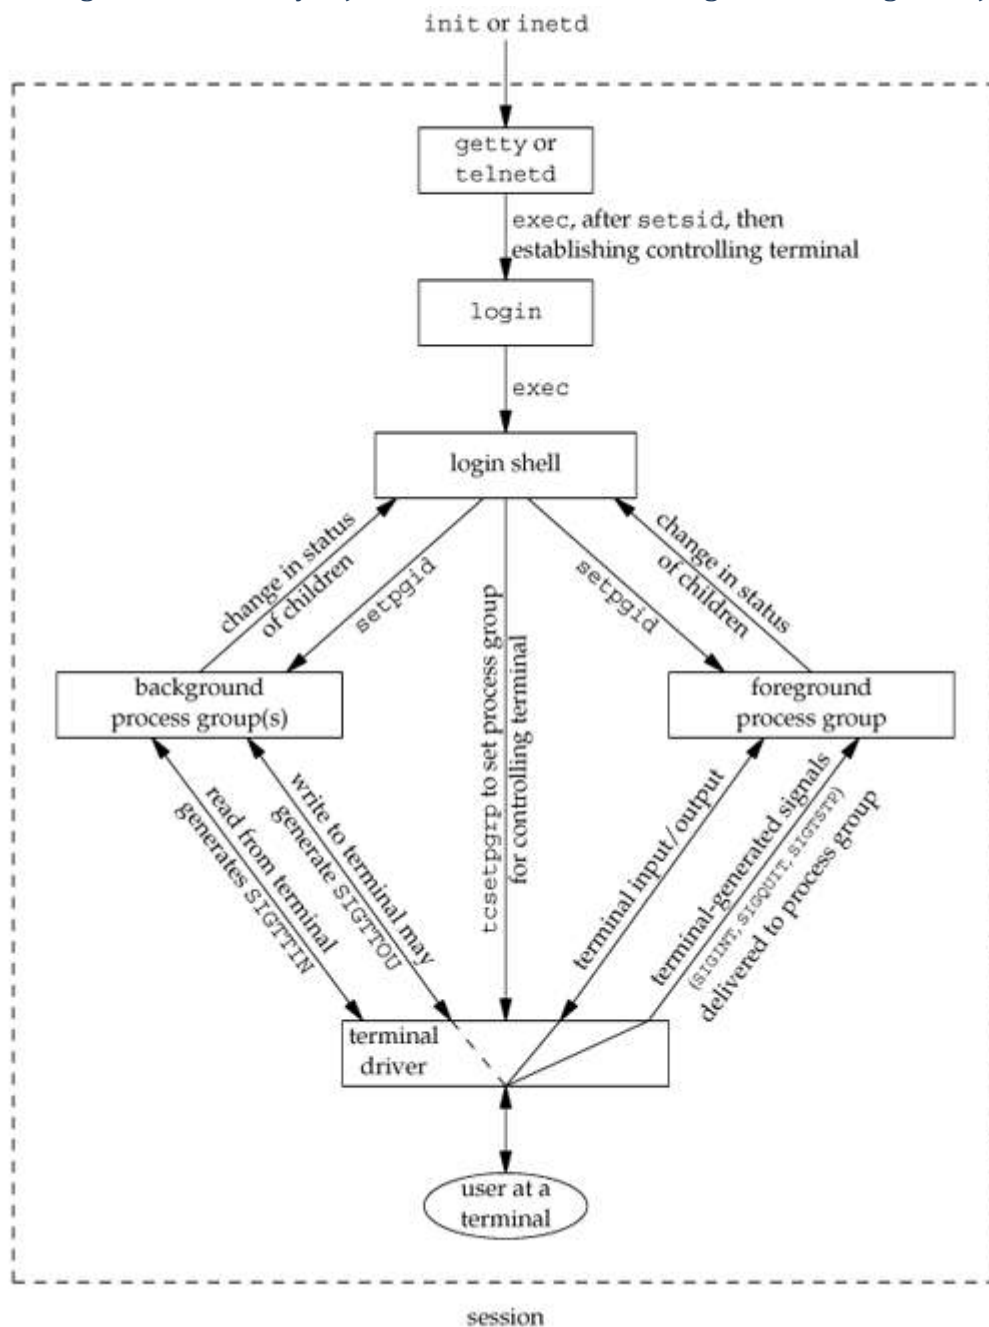 init or inetd
getty or
telnetd
exec, after setsid, then
establishing controlling terminal
login
exec
login shell
change in status
of children
setpgid
tcsetpgrp to set process group
for controlling terminal
setpgid
change in status
of children
background
process group(s)
foreground
process group
read from terminal
generates SIGTTIN
write to terminal may
generate SIGTTOU
terminal input/output
terminal-generated signals
(SIGINT, SIGQUIT, SIGTSTP)
delivered to process group
terminal
driver
user at a
terminal
session